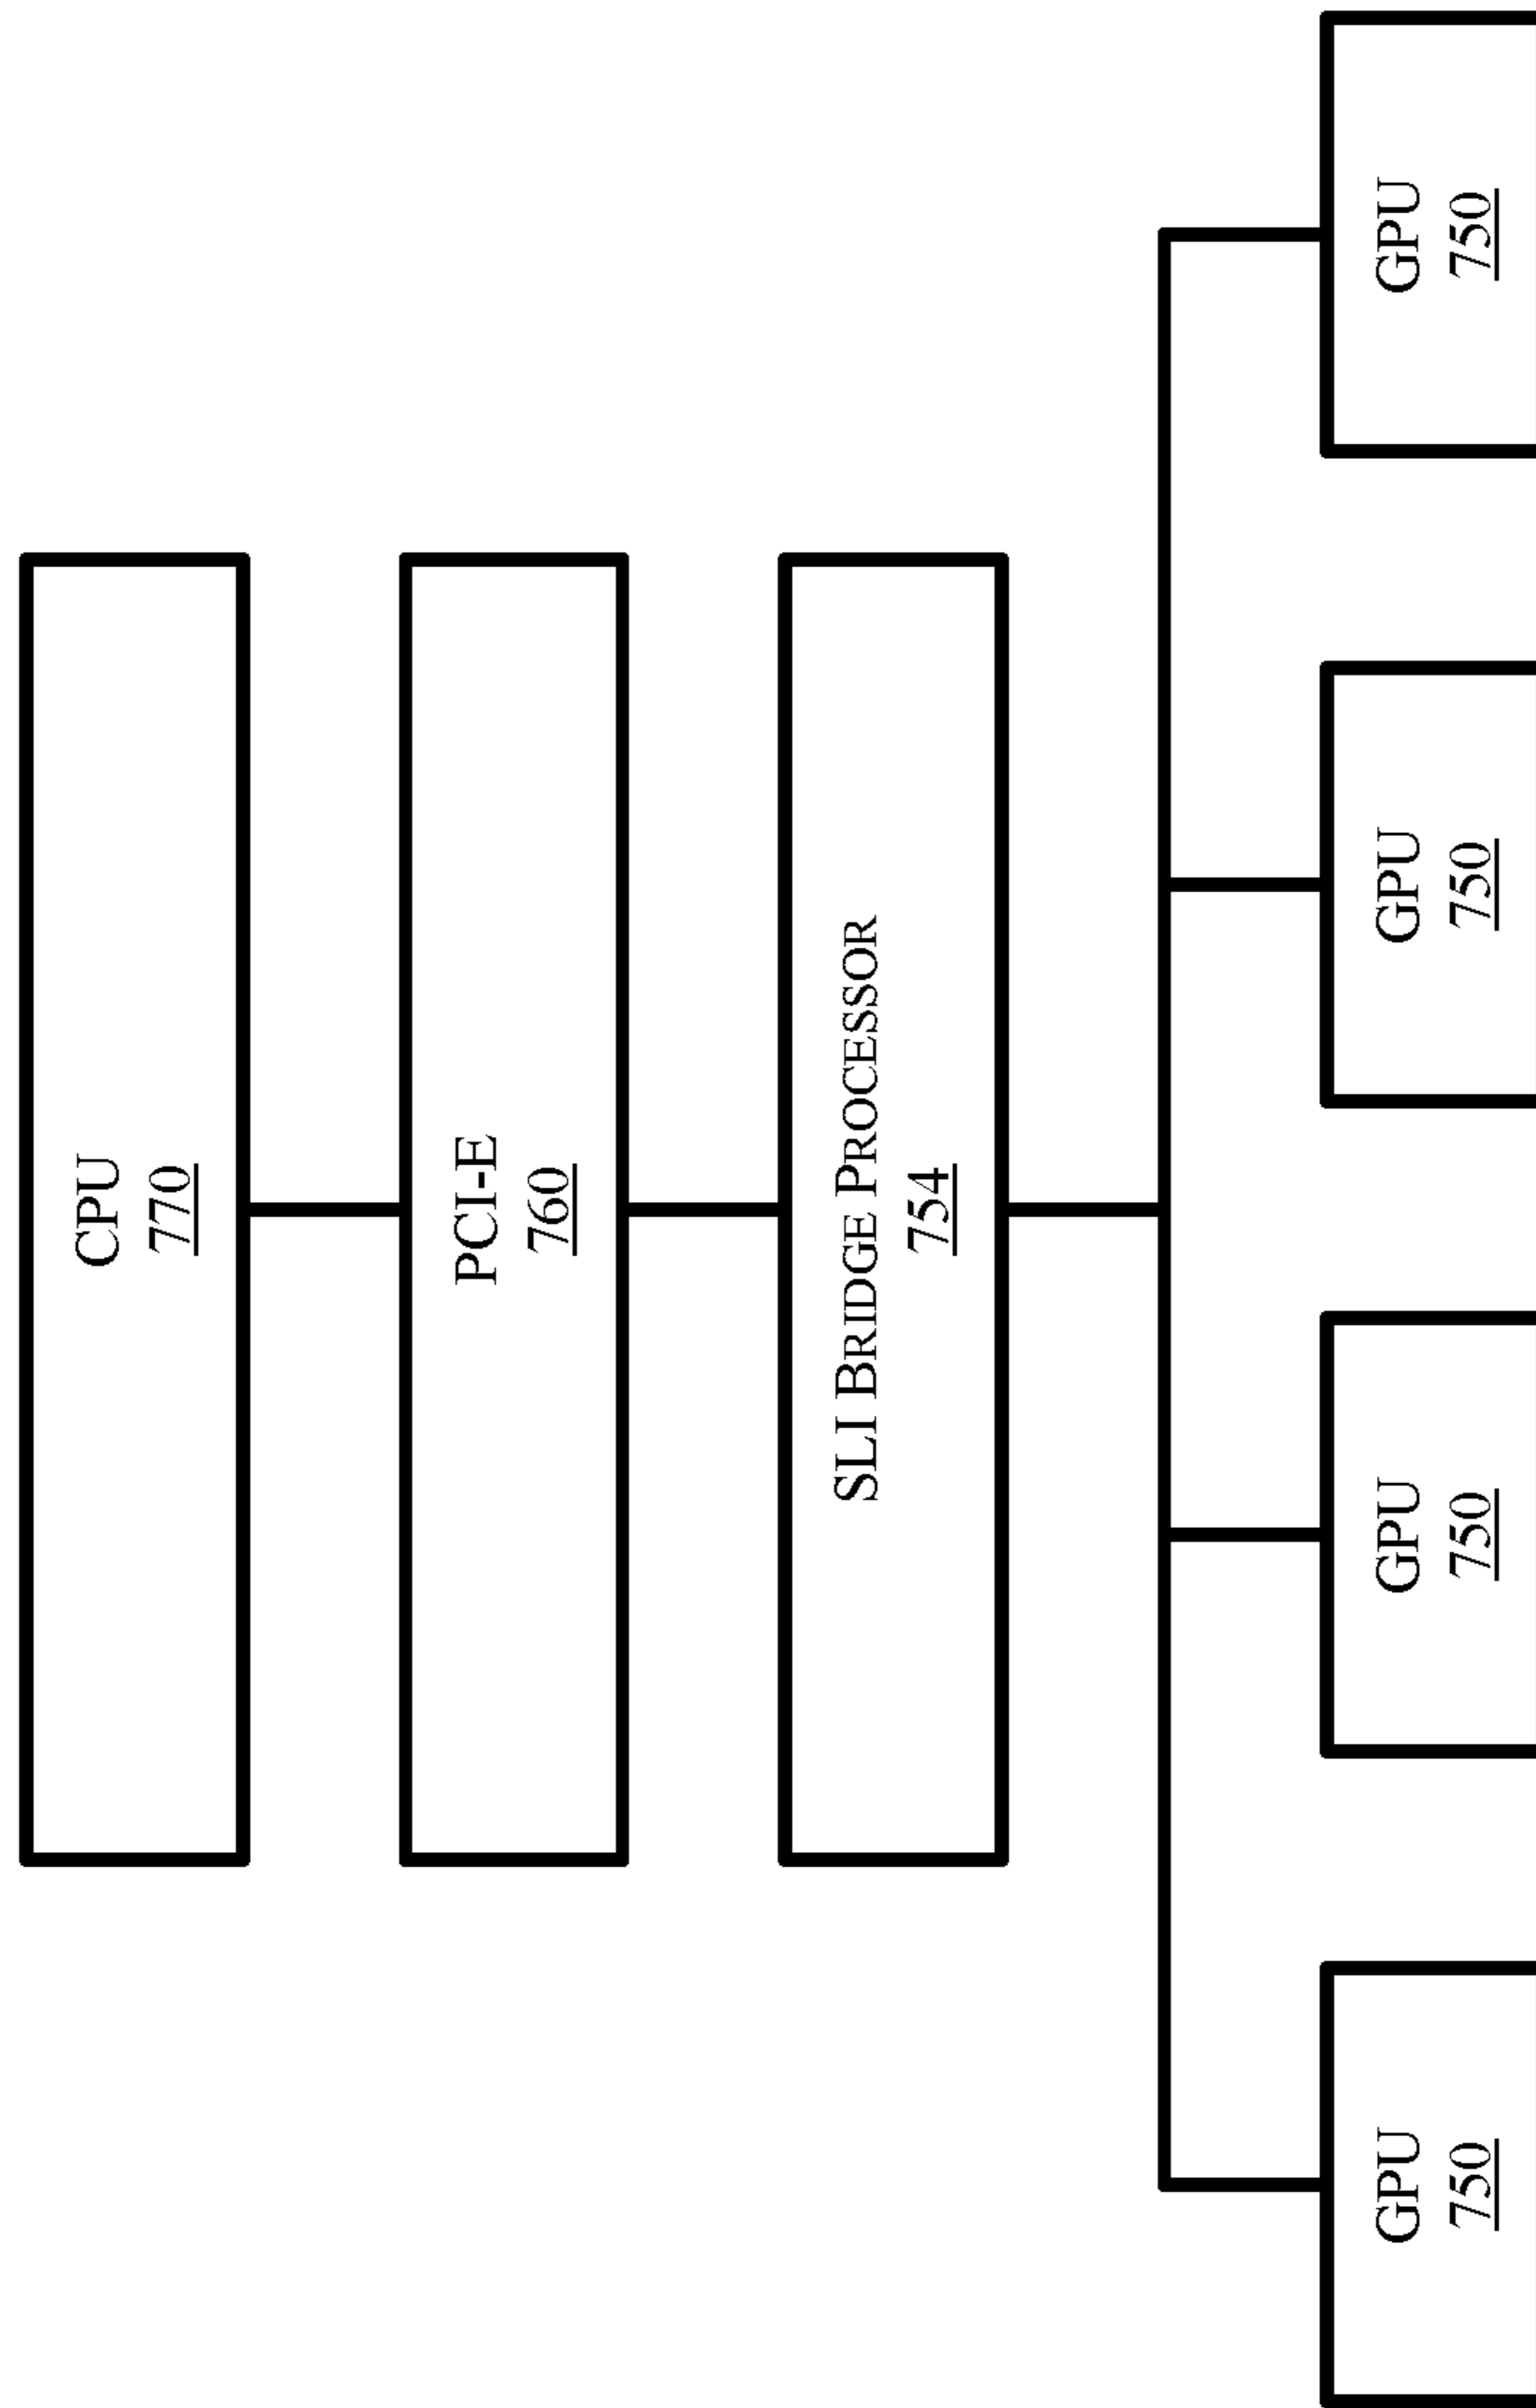 CPU
770
PCI-E
760
SLI BRIDGE PROCESSOR
754
GPU
750
GPU
750
GPU
750
GPU
750